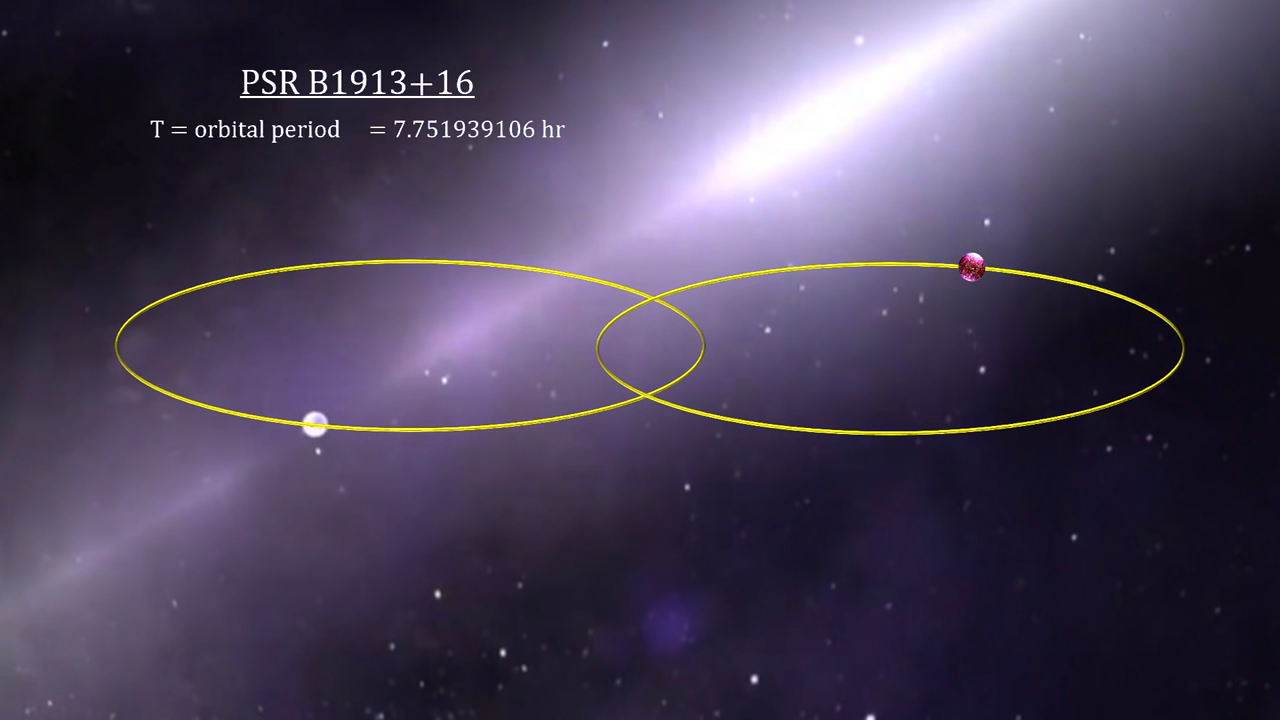 PSR B1913+16
T = orbital period = 7.751939106 hr